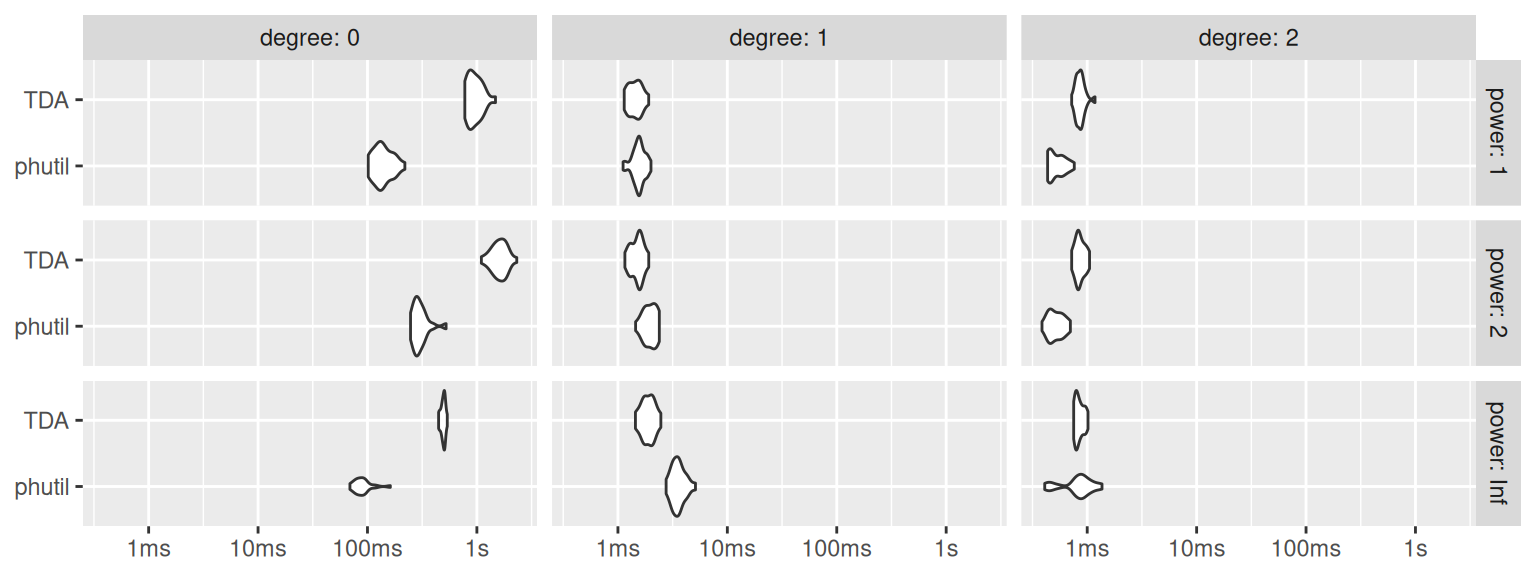 degree: 0
degree: 1
degree: 2
TDA
phutil
power: 1
TDA
phutil
power: 2
TDA
phutil
power: Inf
1ms 10ms 100ms 1s
1ms 10ms 100ms 1s
1ms 10ms 100ms 1s